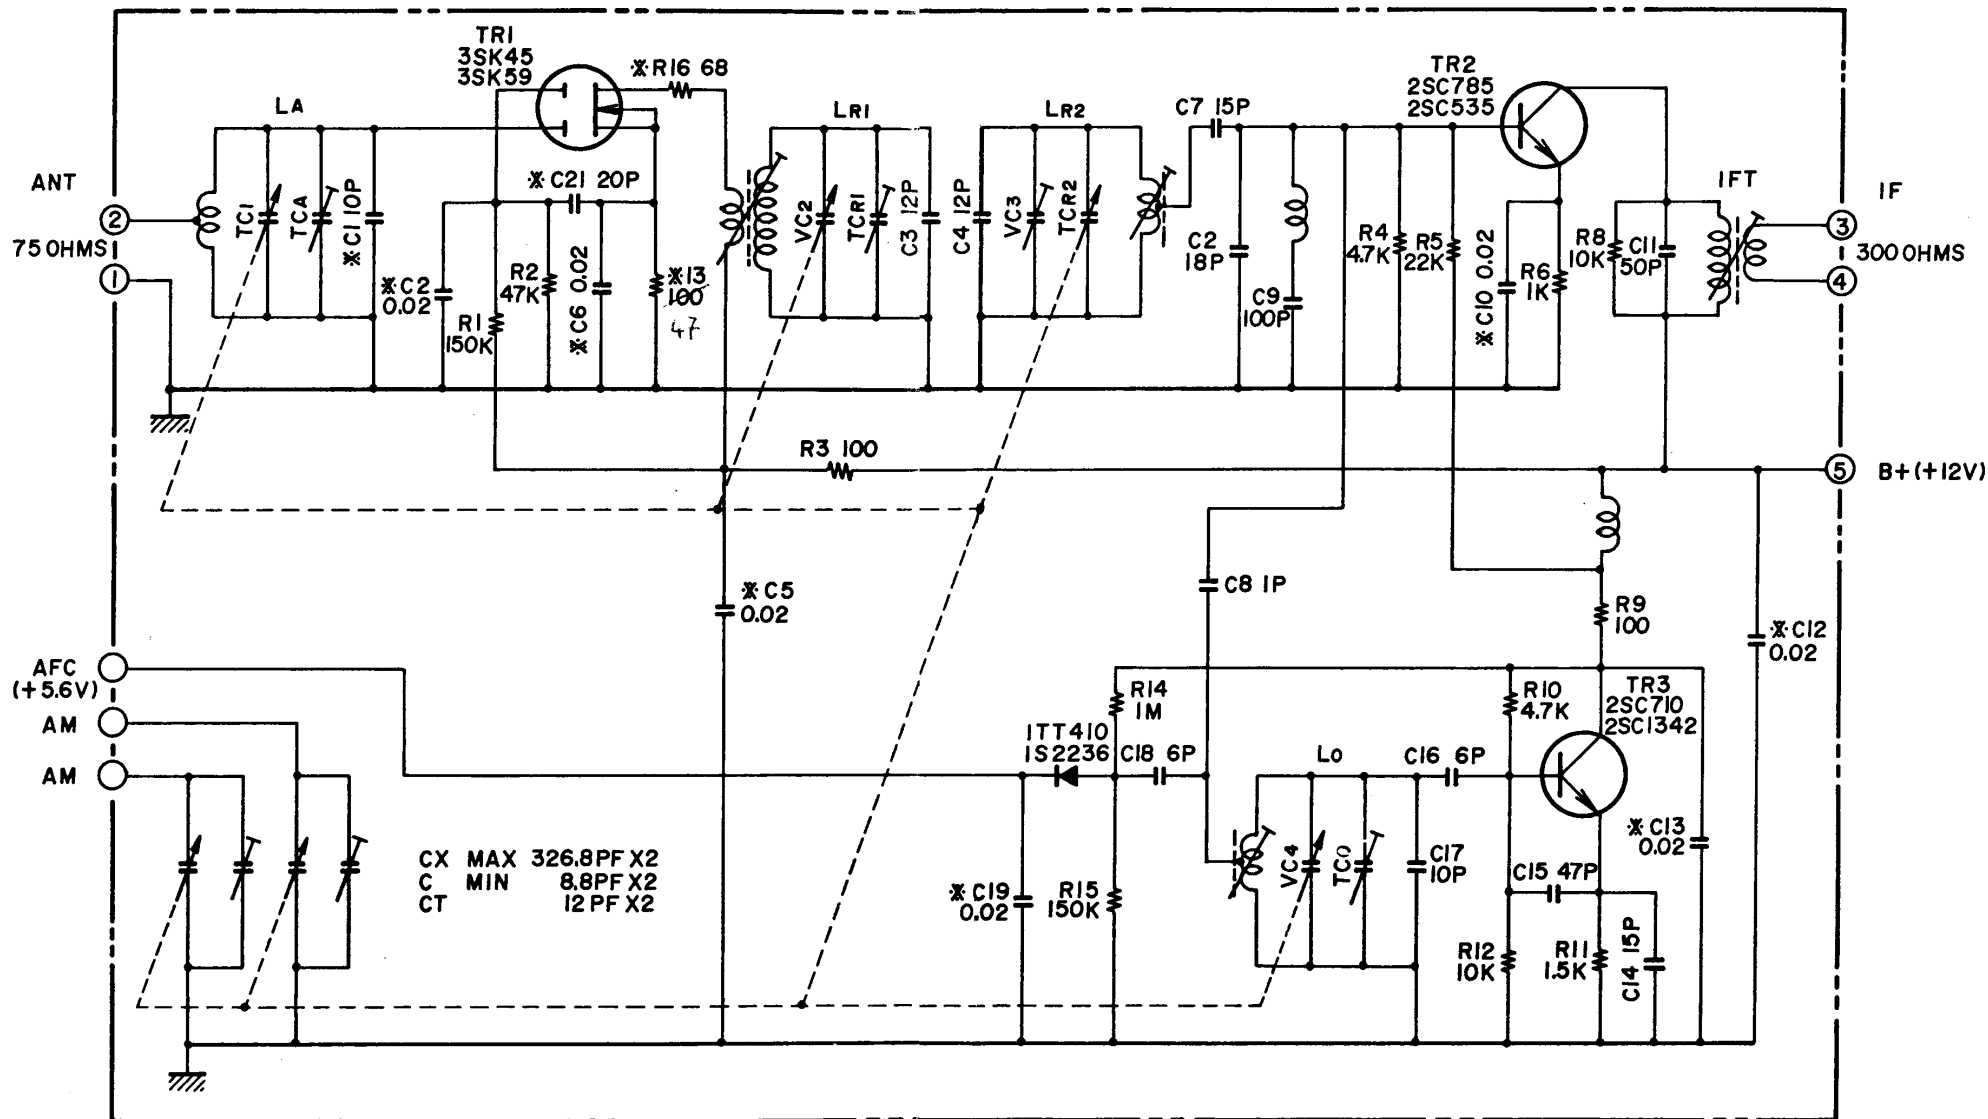 TR1
3SK45
3SK59
※R16 68
TR2
2SC785
2SC535
LA
LR1
LR2
C7 15P
ANT
2
75 OHMS
1
TC1
TCA
※C1 10P
※C21 20P
VC2
TCR1
C3 12P
C4 12P
VC3
TCR2
IFT
IF
3
300 OHMS
4
※C2
0.02
R1
150K
R2
47K
※C6 0.02
※13
100
47
C2
18P
C9
100P
R4
4.7K
R5
22K
※C10 0.02
R6
1K
R8
10K
C11
50P
R3 100
5
B+(+12V)
※C5
0.02
C8 1P
R9
100
※C12
0.02
AFC
(+5.6V)
AM
AM
R14
1M
R10
4.7K
TR3
2SC710
2SC1342
1TT410
1S2236
C18 6P
LO
C16 6P
CX MAX 326.8PF X2
C MIN 8.8PF X2
CT 12PF X2
※C19
0.02
R15
150K
VC4
TCO
C17
10P
※C13
0.02
C15 47P
R12
10K
R11
1.5K
C14 15P